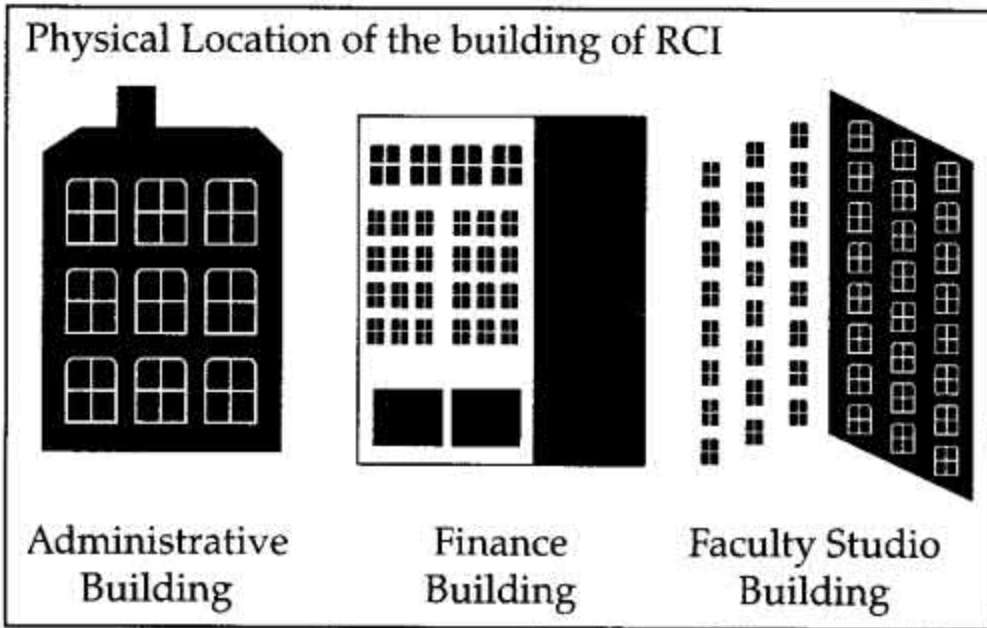 Physical Location of the building of RCI
Administrative
Building
Finance
Building
Faculty Studio
Building